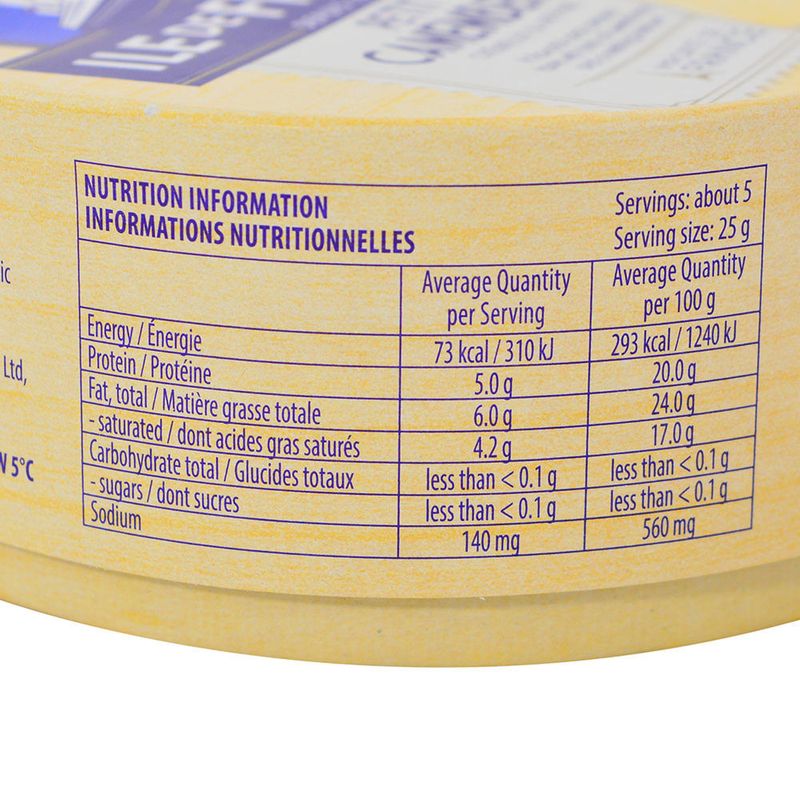 ILE DE F
CAMEMBER
NUTRITION INFORMATION
INFORMATIONS NUTRITIONNELLES
Servings: about 5
Serving size: 25 g
Average Quantity per Serving
Average Quantity per 100 g
Energy / Énergie 73 kcal / 310 kJ 293 kcal / 1240 kJ
Protein / Protéine 5.0 g 20.0 g
Fat, total / Matière grasse totale 6.0 g 24.0 g
- saturated / dont acides gras saturés 4.2 g 17.0 g
Carbohydrate total / Glucides totaux less than < 0.1 g less than < 0.1 g
- sugars / dont sucres less than < 0.1 g less than < 0.1 g
Sodium 140 mg 560 mg
ic
Ltd,
W 5°C